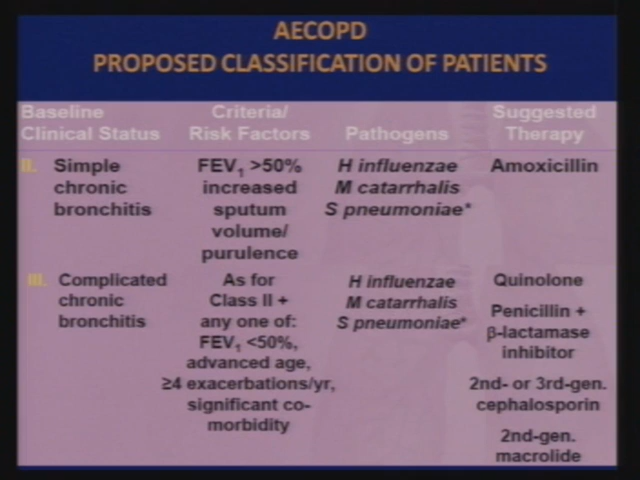 AECOPD
PROPOSED CLASSIFICATION OF PATIENTS
Baseline Clinical Status
Criteria/ Risk Factors
Pathogens
Suggested Therapy
II. Simple chronic bronchitis
FEV1 >50%
increased
sputum
volume/
purulence
H influenzae
M catarrhalis
S pneumoniae*
Amoxicillin
III. Complicated chronic bronchitis
As for
Class II +
any one of:
FEV1 <50%,
advanced age,
≥4 exacerbations/yr,
significant co-
morbidity
H influenzae
M catarrhalis
S pneumoniae*
Quinolone
Penicillin +
β-lactamase
inhibitor
2nd- or 3rd-gen.
cephalosporin
2nd-gen.
macrolide